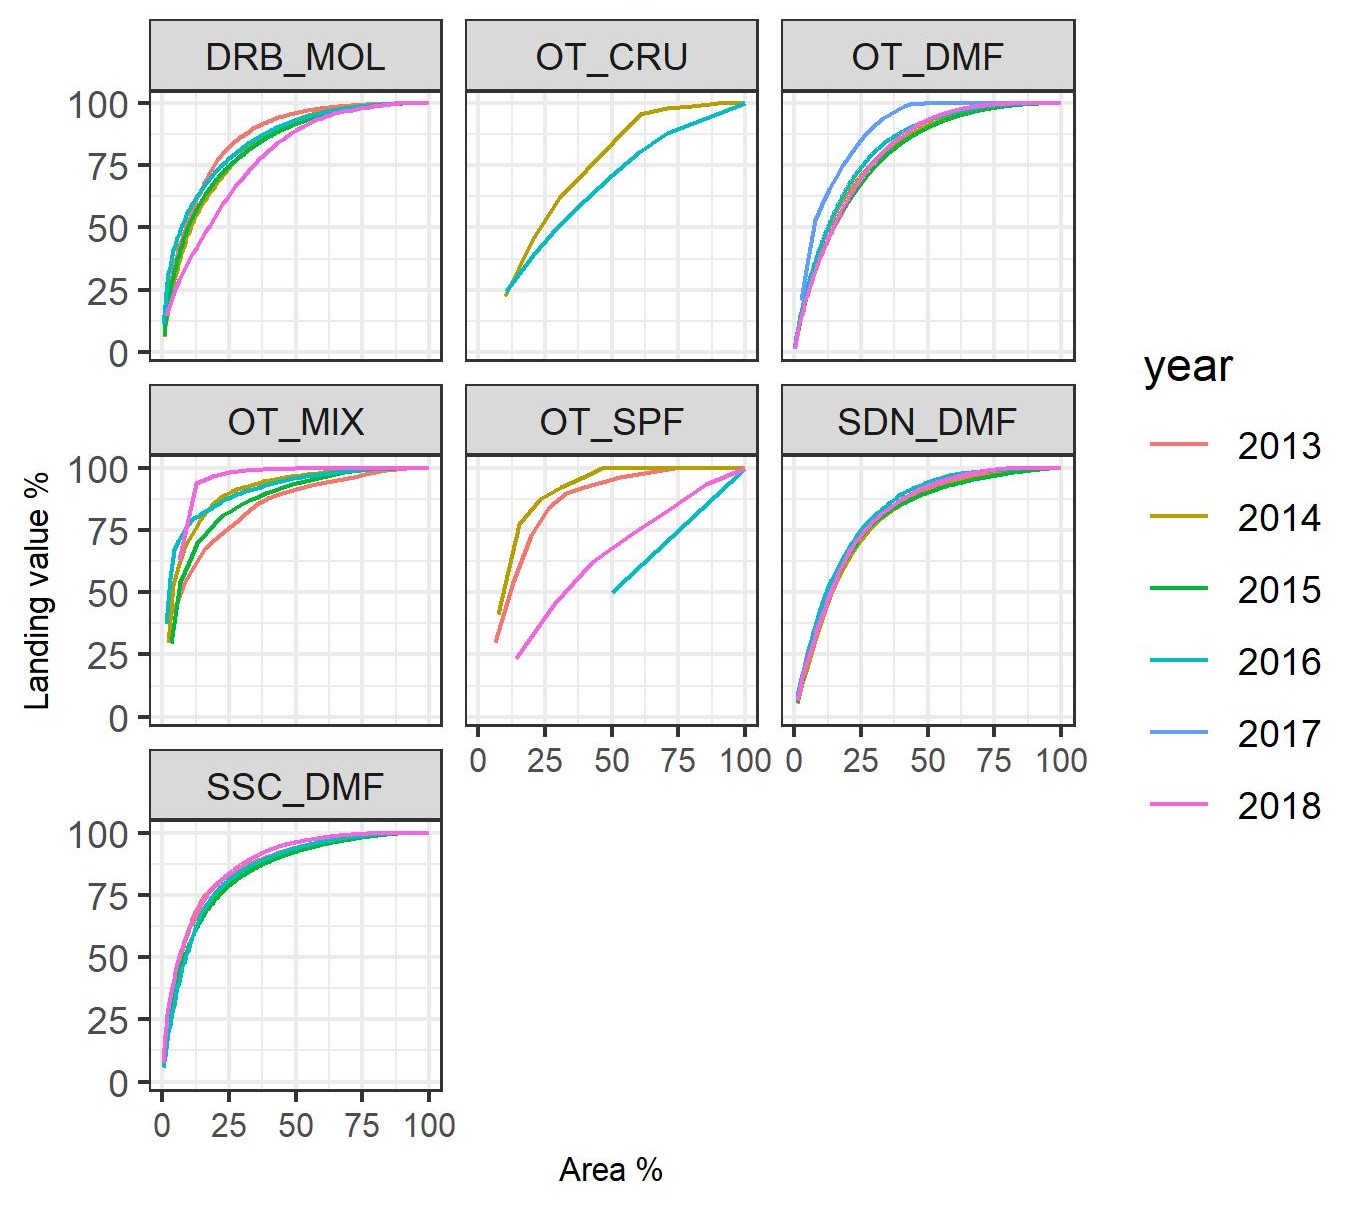 DRB_MOL OT_CRU OT_DMF
100
75
50
25
0
OT_MIX OT_SPF SDN_DMF
100
75
50
25
0
0 25 50 75 100 0 25 50 75 100
SSC_DMF
100
75
50
25
0
0 25 50 75 100
Landing value %
Area %
year
2013
2014
2015
2016
2017
2018